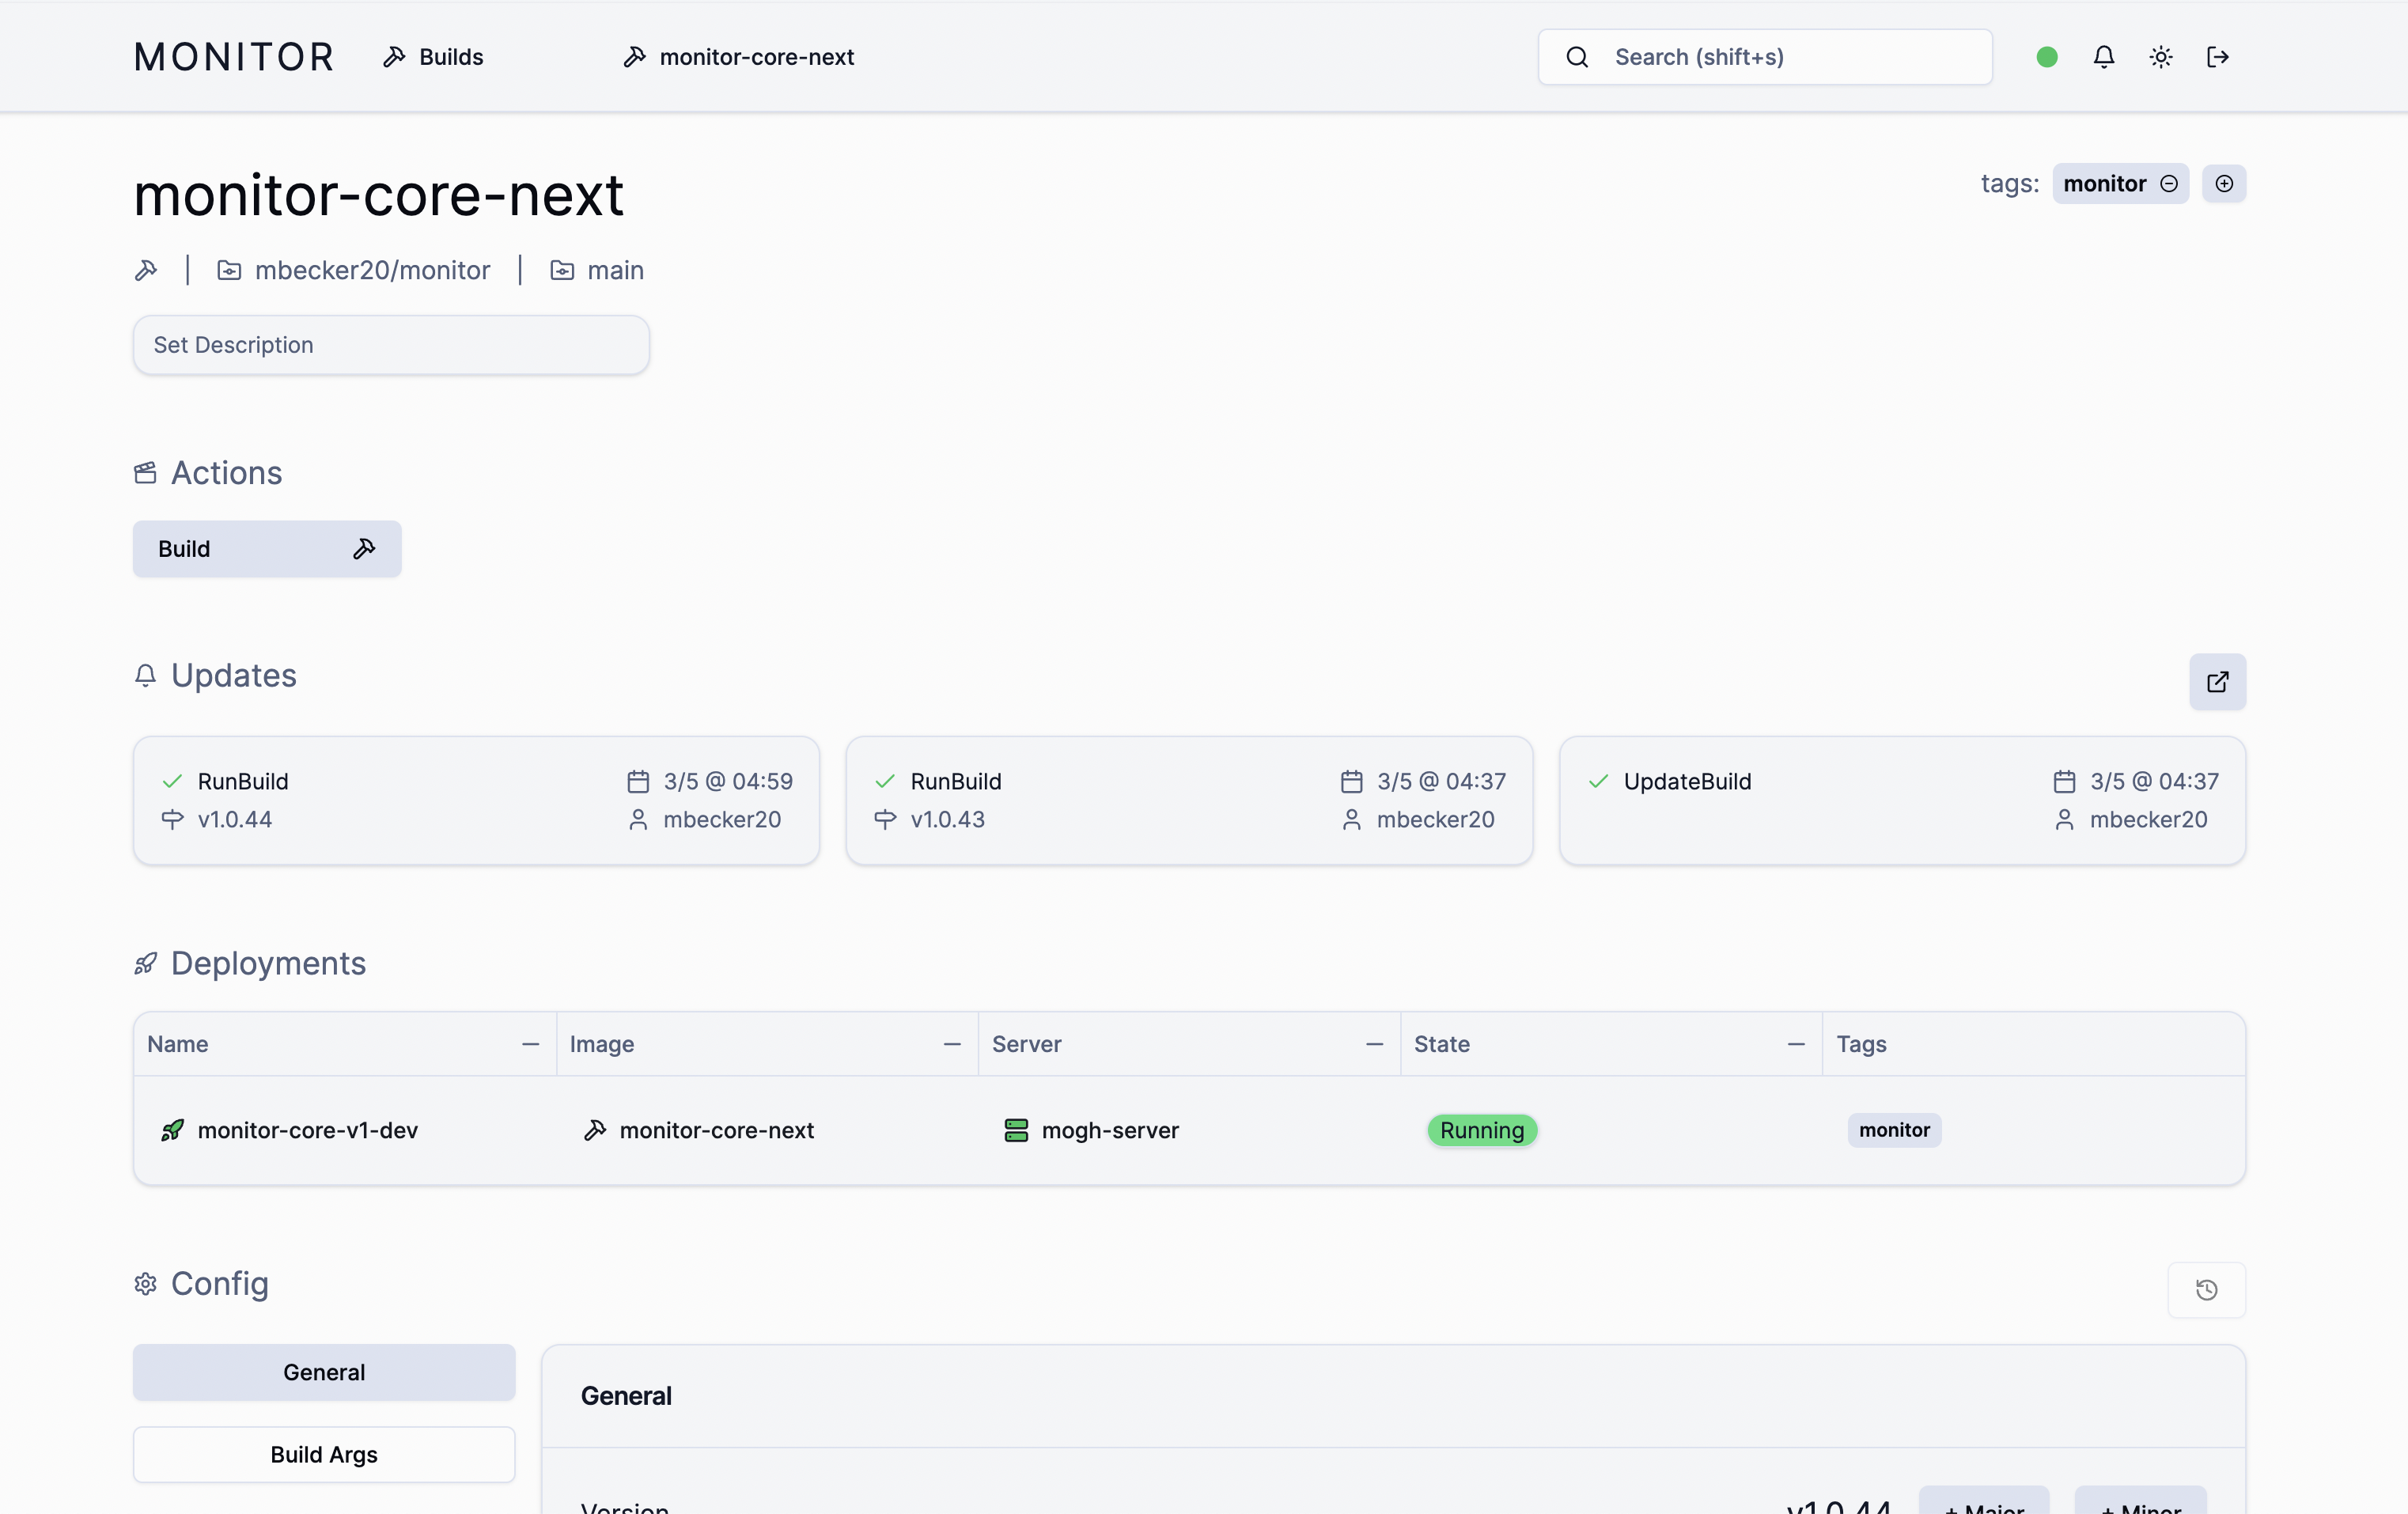 MONITOR Builds monitor-core-next Search (shift+s)
monitor-core-next tags: monitor
mbecker20/monitor | main
Set Description
Actions
Build
Updates
RunBuild 3/5 @ 04:59
v1.0.44 mbecker20
RunBuild 3/5 @ 04:37
v1.0.43 mbecker20
UpdateBuild 3/5 @ 04:37
mbecker20
Deployments
Name Image Server State Tags
monitor-core-v1-dev monitor-core-next mogh-server Running monitor
Config
General
Build Args
General
Version v1.0.44 + Major + Minor